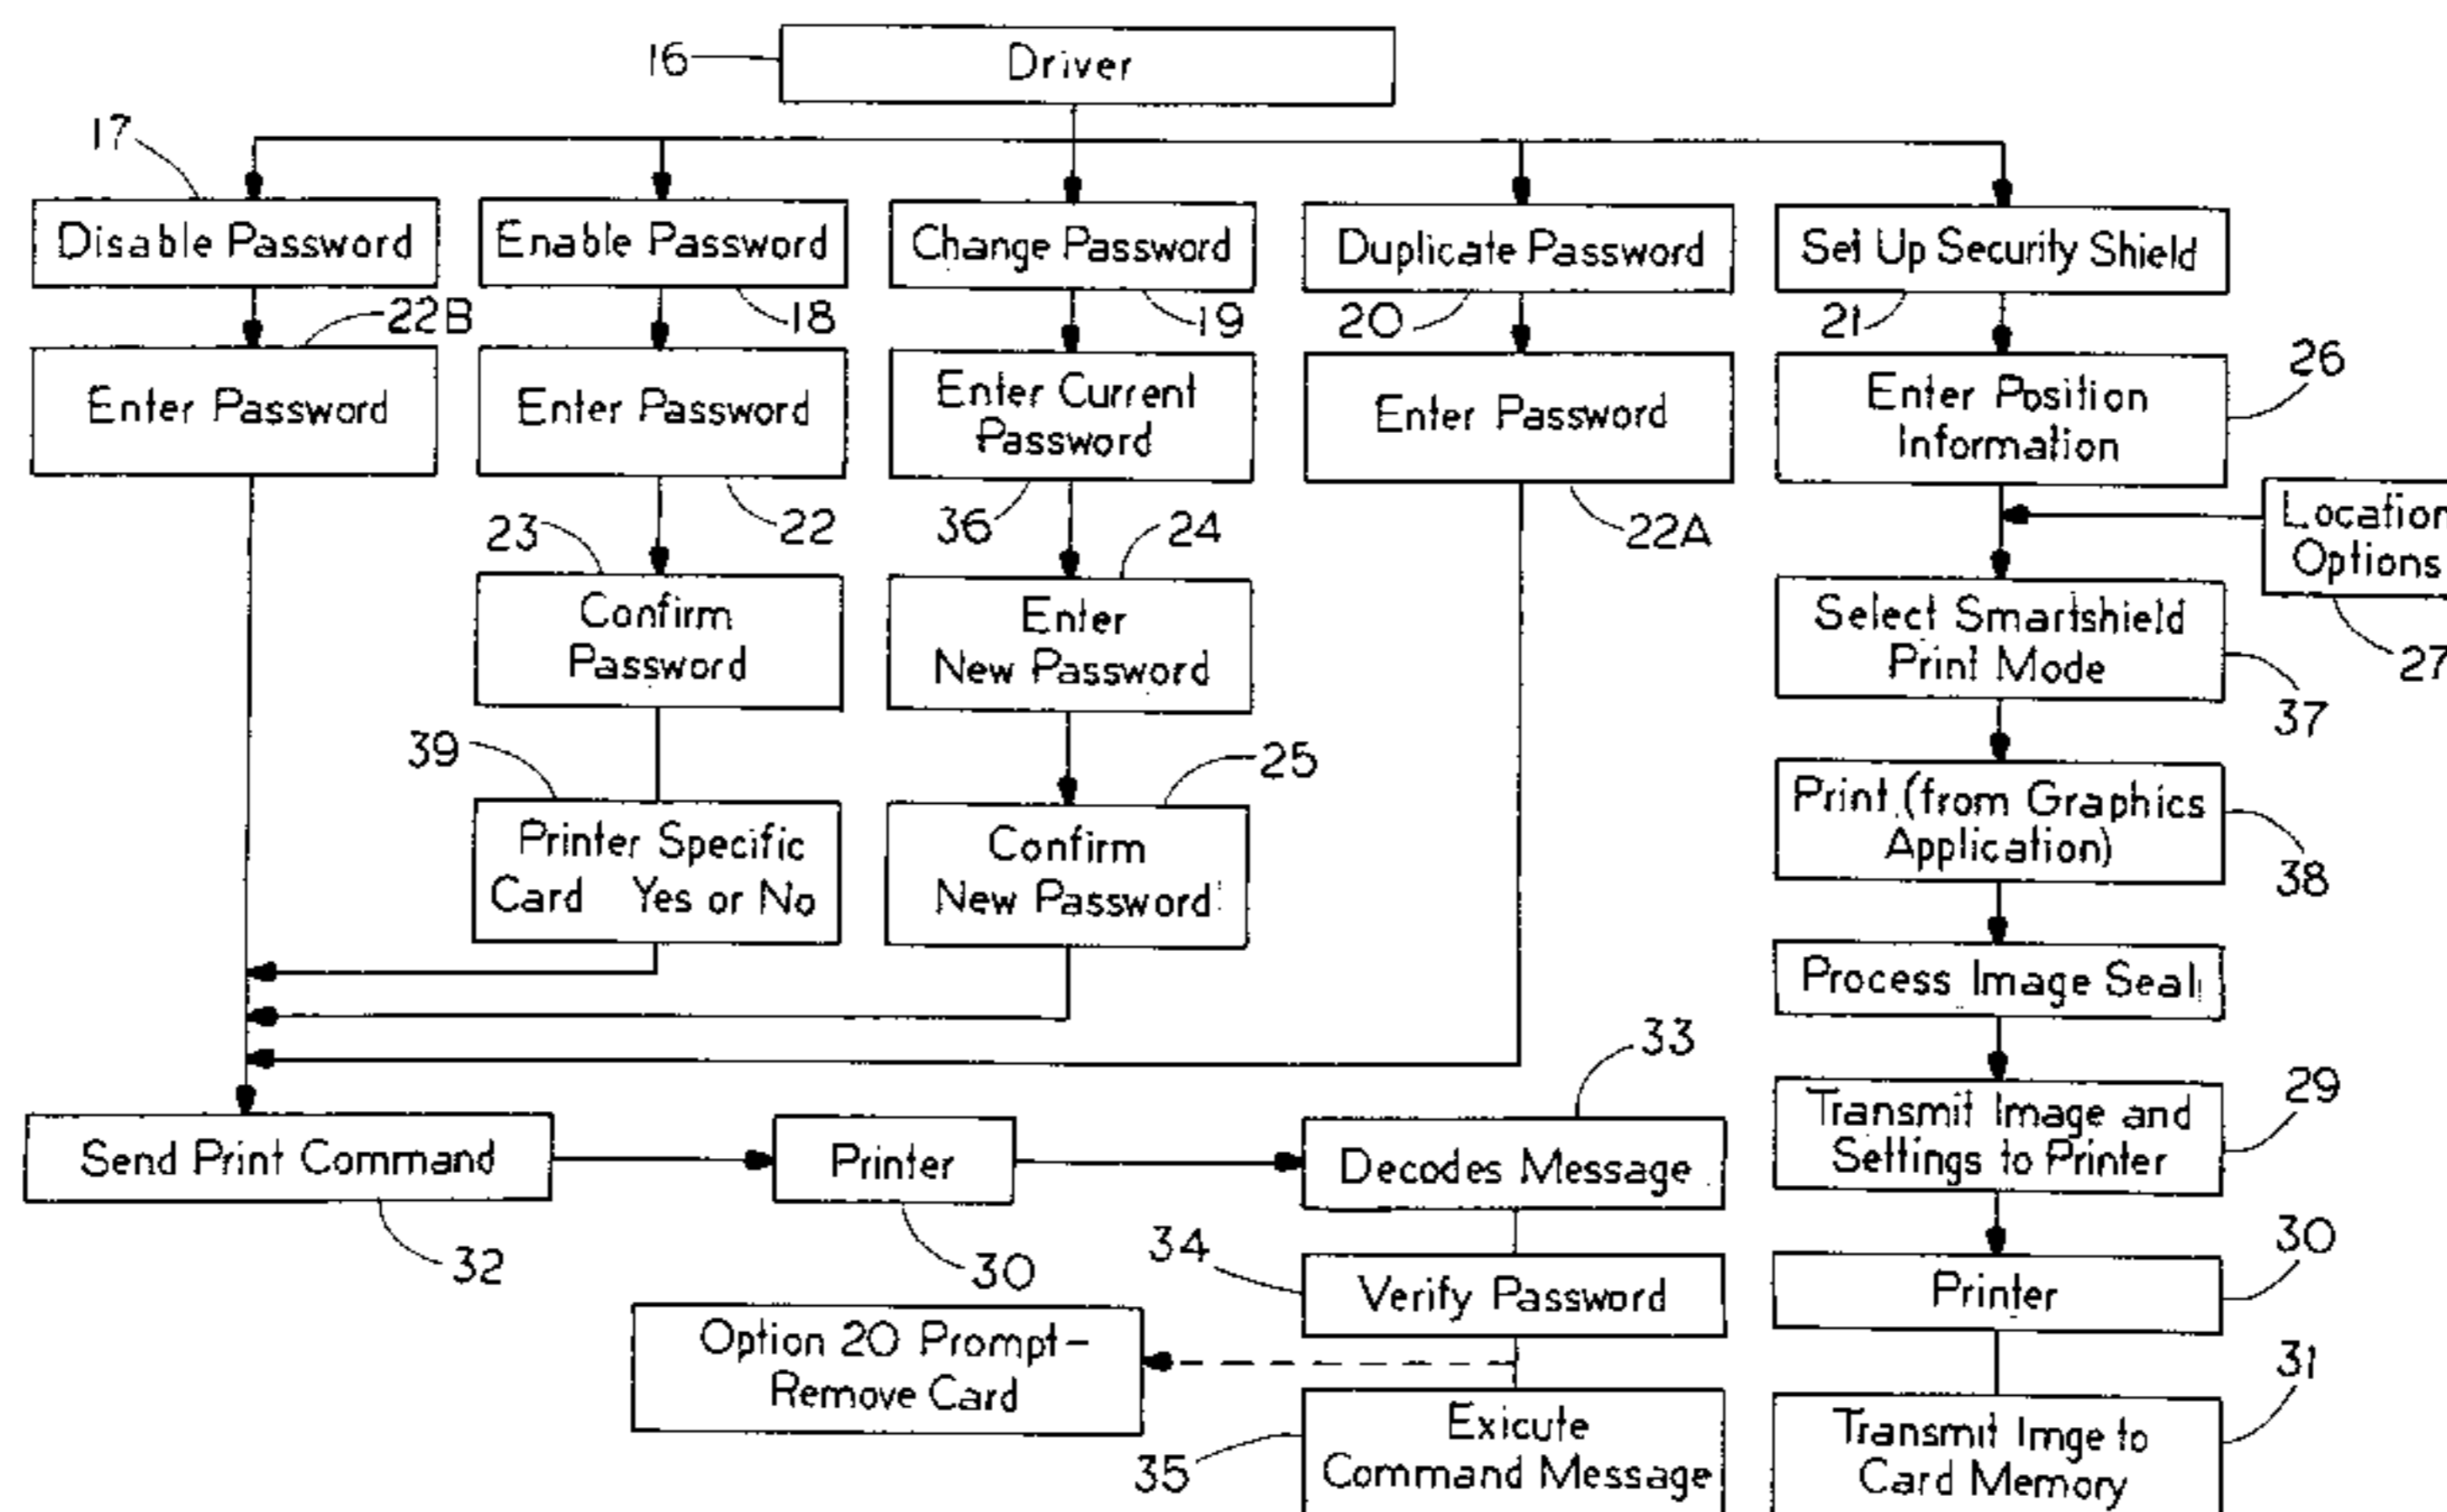 16
Driver
17
Disable Password
Enable Password
Change Password
Duplicate Password
Set Up Security Shield
22B
18
19
20
21
26
Enter Password
Enter Password
Enter Current
Password
Enter Password
Enter Position
Information
23
22
36
24
22A
Location
Options
27
Confirm
Password
Enter
New Password
Select Smartshield
Print Mode
37
39
25
Printer Specific
Card Yes or No
Confirm
New Password
Print (from Graphics
Application)
38
Process Image Seal
33
29
Send Print Command
Printer
Decodes Message
Transmit Image and
Settings to Printer
32
30
34
30
Verify Password
Printer
Option 20 Prompt-
Remove Card
31
35
Exicute
Command Message
Transmit Imge to
Card Memory